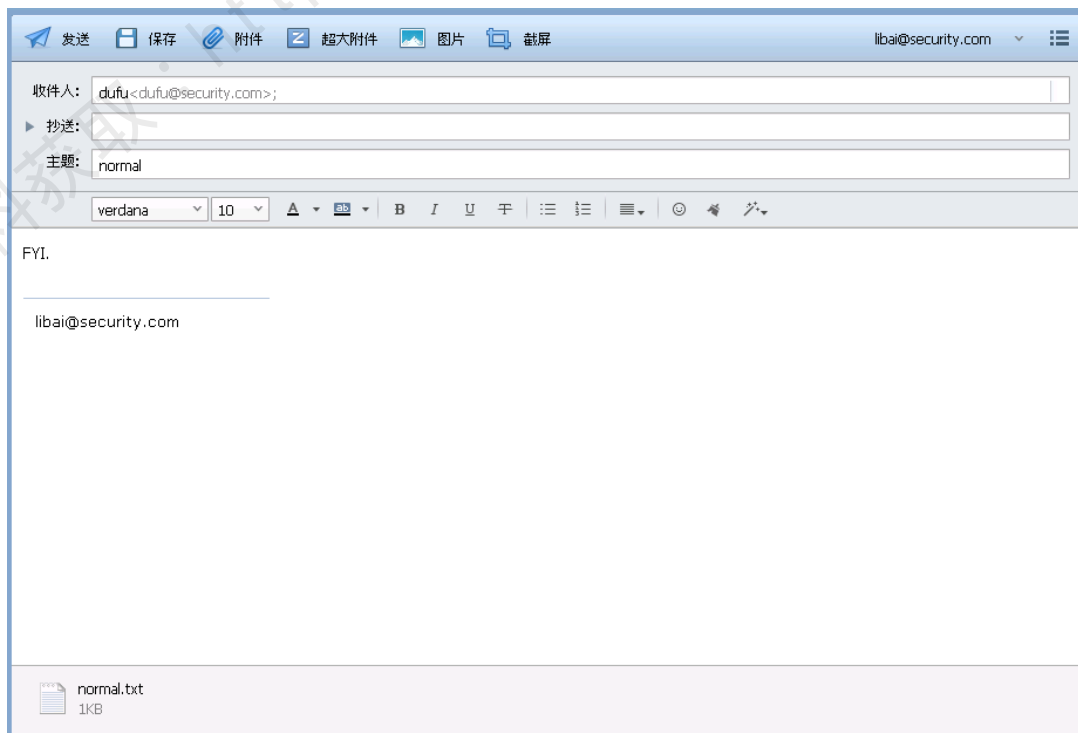 发送 保存 附件 超大附件 图片 截屏 libai@security.com
收件人: dufu<dufu@security.com>;
抄送:
主题: normal
verdana 10 A ab B I U T
FYI.
libai@security.com
normal.txt
1KB